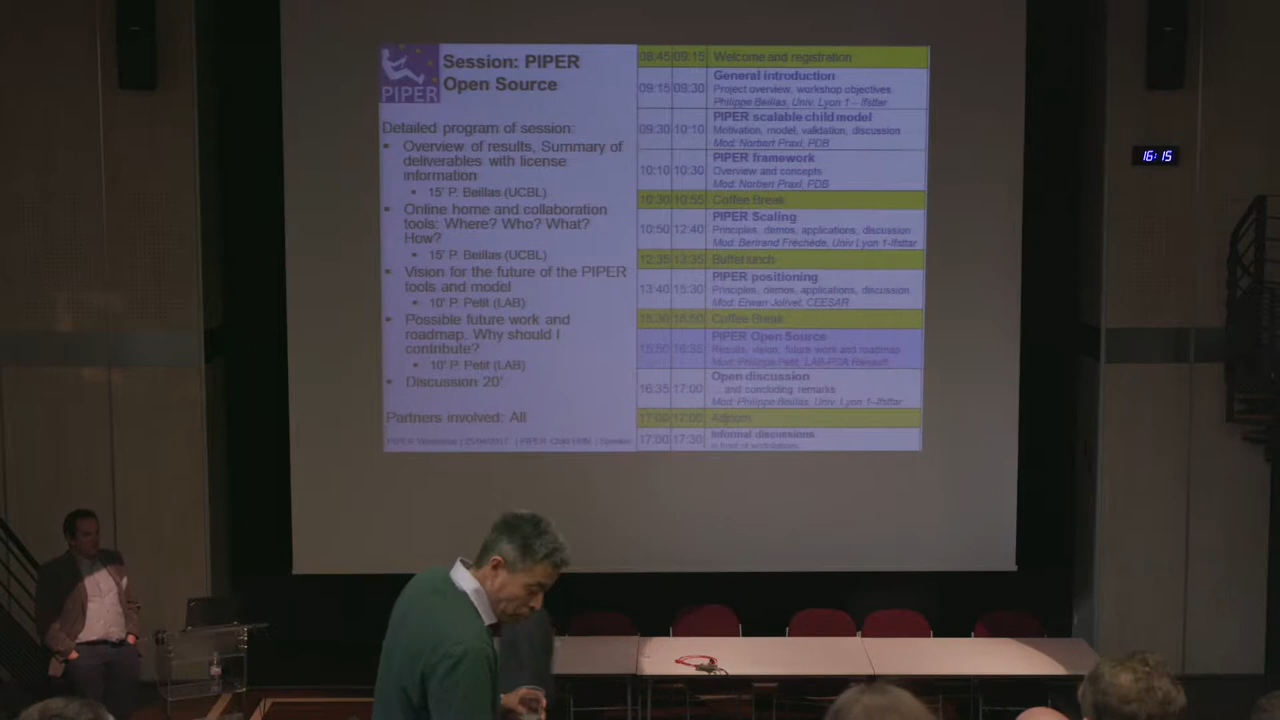 PIPER
Session: PIPER
Open Source
Detailed program of session:
• Overview of results, Summary of
deliverables with license
information
• 15' P. Beillas (UCBL)
• Online home and collaboration
tools: Where? Who? What?
How?
• 15' P. Beillas (UCBL)
• Vision for the future of the PIPER
tools and model
• 10' P. Petit (LAB)
• Possible future work and
roadmap. Why should I
contribute?
• 10' P. Petit (LAB)
• Discussion 20'
Partners involved: All
08:45 09:15 Welcome and registration
09:15 09:30 General introduction
Project overview, workshop objectives.
Philippe Beillas, Univ. Lyon 1 – Ifsttar
09:30 10:10 PIPER scalable child model
Motivation, model, validation, discussion
Mod: Norbert Praxl, PDB
10:10 10:30 PIPER framework
Overview and concepts
Mod: Norbert Praxl, PDB
10:30 10:55 Coffee Break
10:50 12:40 PIPER Scaling
Principles, demos, applications, discussion
Mod: Bertrand Fréchède, Univ Lyon 1-Ifsttar
12:35 13:35 Buffet lunch
13:40 15:30 PIPER positioning
Principles, demos, applications, discussion
Mod: Erwan Jolivet, CEESAR
15:30 15:50 Coffee Break
15:50 16:35 PIPER Open Source
Results, vision, future work and roadmap
Mod: Philippe Petit, LAB-PSA Renault
16:35 17:00 Open discussion
... and concluding remarks
Mod: Philippe Beillas, Univ. Lyon 1–Ifsttar
17:00 17:00 Adjourn
17:00 17:30 Informal discussions
in front of workstations
16:15